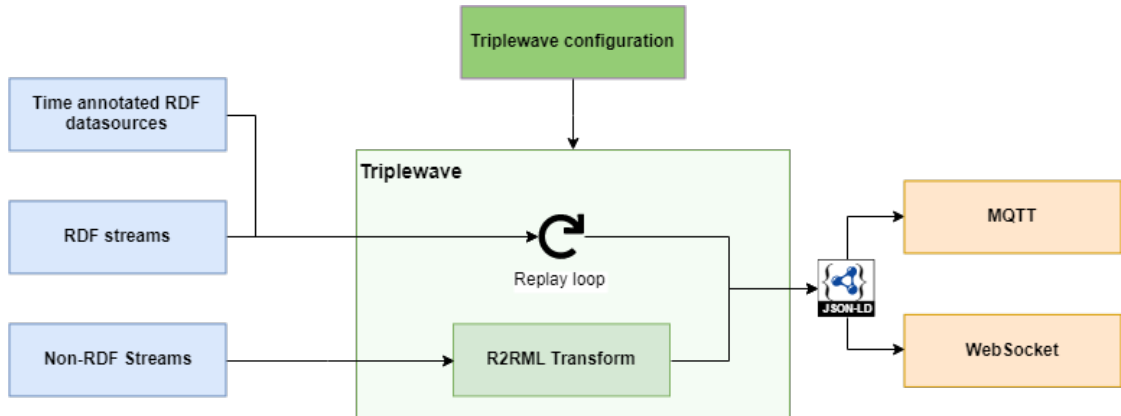 Triplewave configuration
Time annotated RDF
datasources
Triplewave
RDF streams
Replay loop
MQTT
JSON-LD
Non-RDF Streams
R2RML Transform
WebSocket